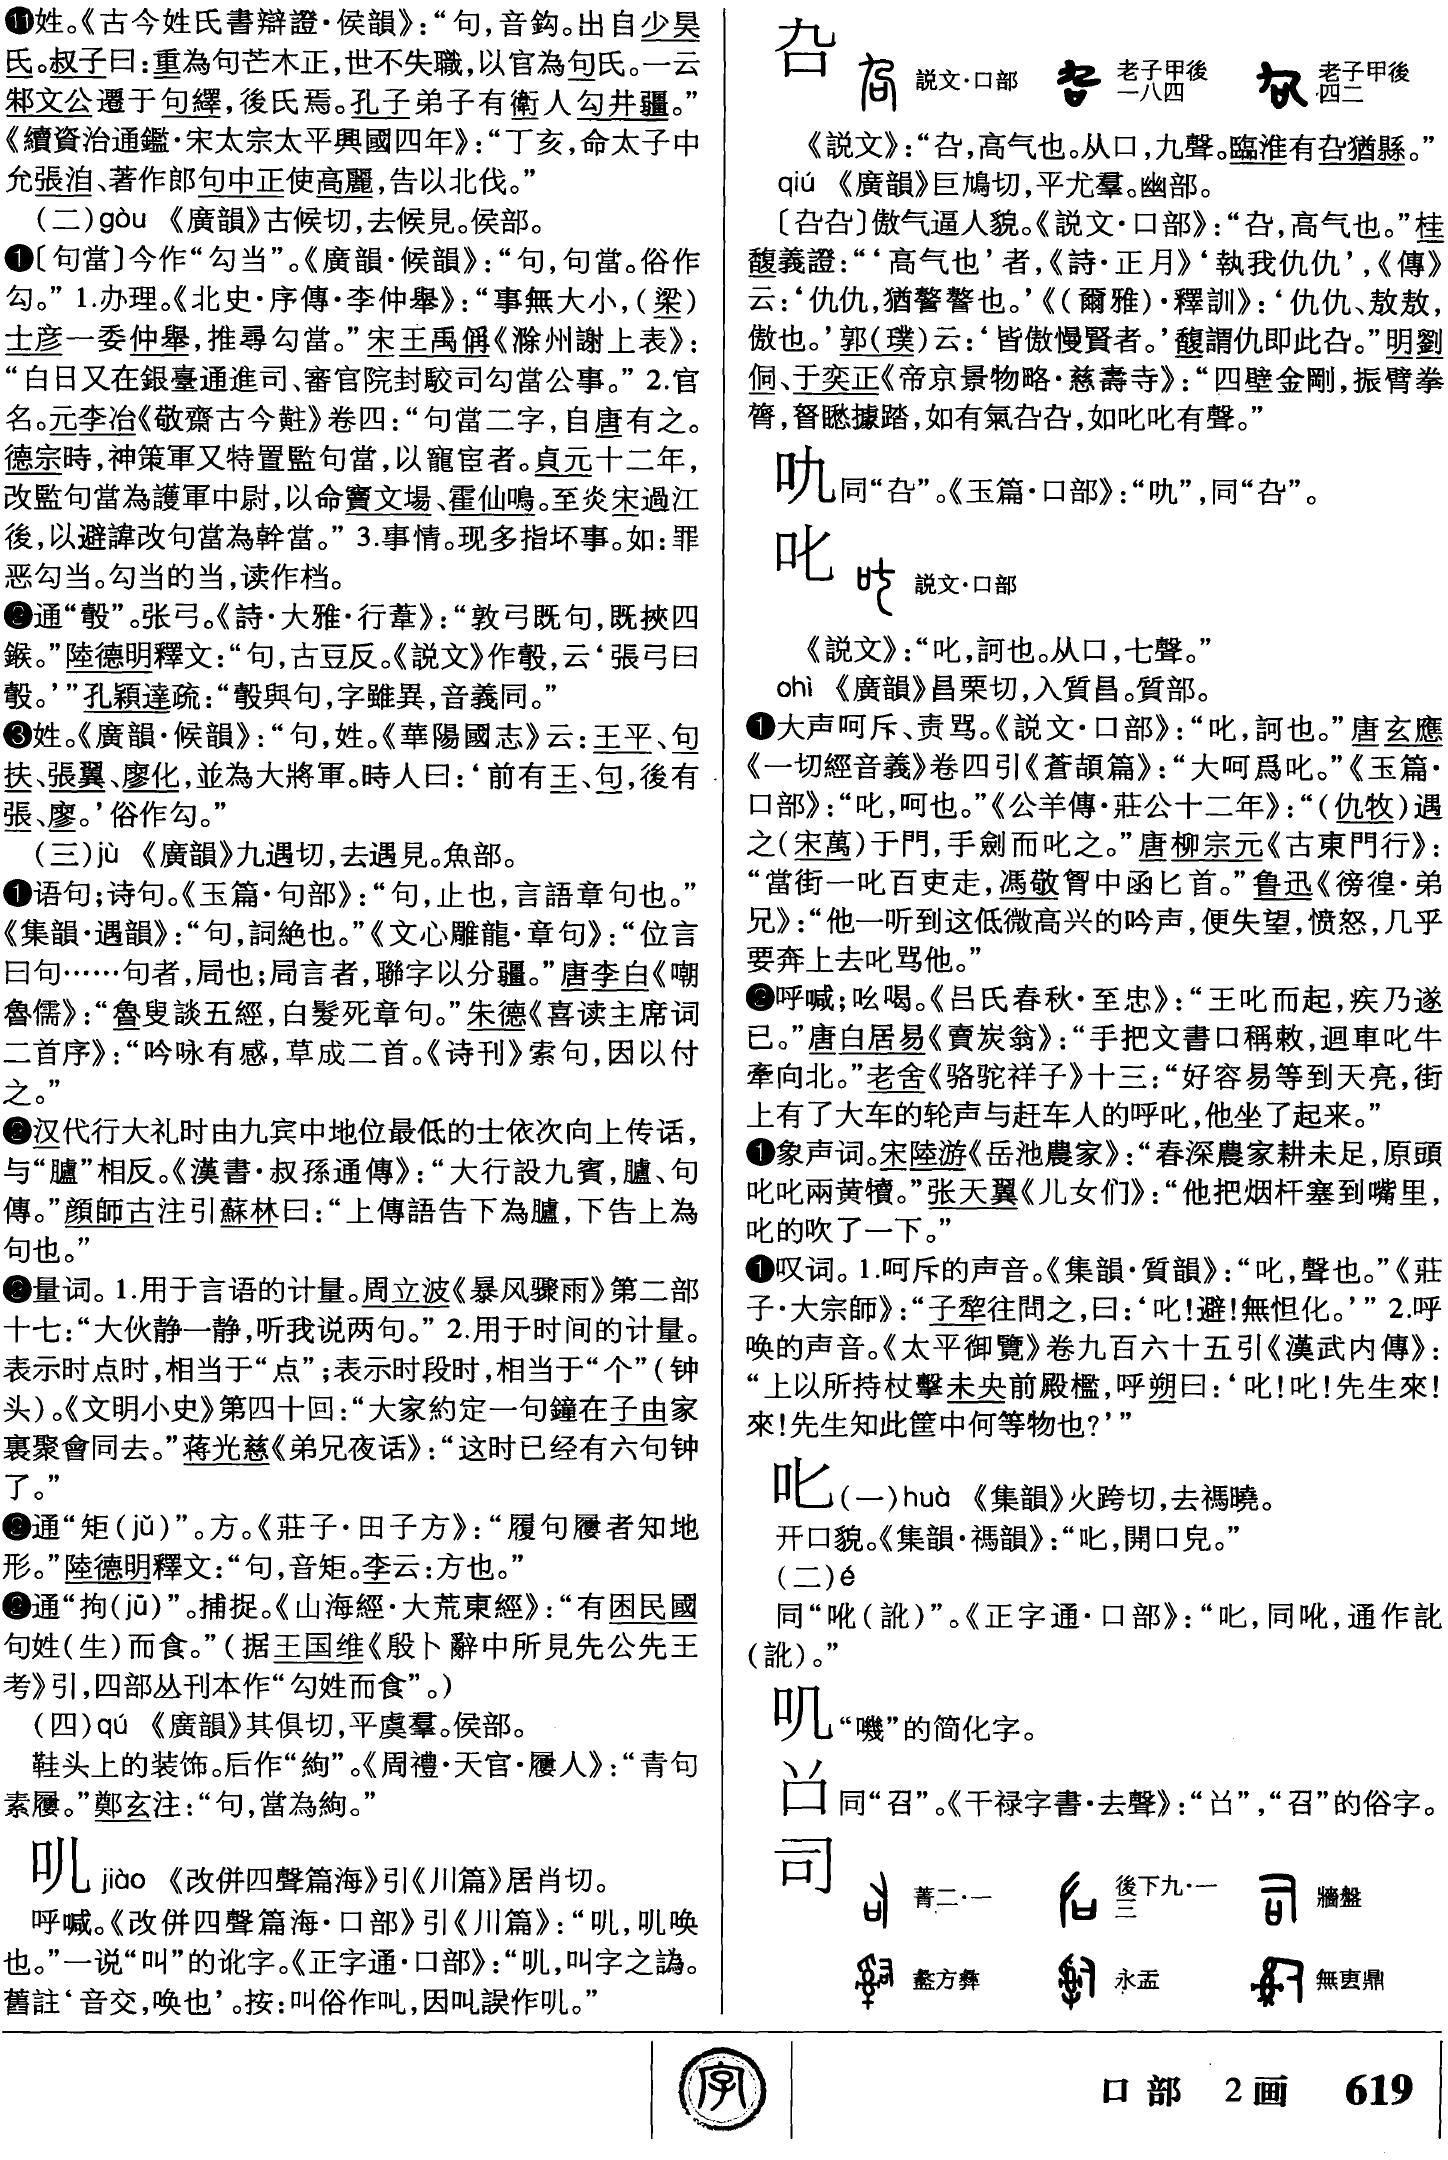 ⓫姓。《古今姓氏書辯證·侯韻》：“句，音鈎。出自少昊
氏。叔子曰：重為句芒木正，世不失職，以官為句氏。一云
邾文公遷于句繹，後氏焉。孔子弟子有衛人勾井疆。”
《續資治通鑑·宋太宗太平興國四年》：“丁亥，命太子中
允張洎、著作郎句中正使高麗，告以北伐。”
（二）gòu 《廣韻》古候切，去候見。侯部。
❶〔句當〕今作“勾当”。《廣韻·候韻》：“句，句當。俗作
勾。” 1.办理。《北史·序傳·李仲舉》：“事無大小，（梁）
士彦一委仲舉，推尋勾當。”宋王禹偁《滁州謝上表》：
“白日又在銀臺通進司、審官院封駮司勾當公事。” 2.官
名。元李冶《敬齋古今黈》卷四：“句當二字，自唐有之。
德宗時，神策軍又特置監句當，以寵宦者。貞元十二年，
改監句當為護軍中尉，以命竇文場、霍仙鳴。至炎宋過江
後，以避諱改句當為幹當。” 3.事情。现多指坏事。如：罪
恶勾当。勾当的当，读作档。
❷通“彀”。张弓。《詩·大雅·行葦》：“敦弓既句，既挾四
鍭。”陸德明釋文：“句，古豆反。《説文》作彀，云‘張弓曰
彀。’”孔穎達疏：“彀與句，字雖異，音義同。”
❸姓。《廣韻·候韻》：“句，姓。《華陽國志》云：王平、句
扶、張翼、廖化，並為大將軍。時人曰：‘前有王、句，後有
張、廖。’俗作勾。”
（三）jù 《廣韻》九遇切，去遇見。魚部。
❶语句；诗句。《玉篇·句部》：“句，止也，言語章句也。”
《集韻·遇韻》：“句，詞絶也。”《文心雕龍·章句》：“位言
曰句……句者，局也；局言者，聯字以分疆。”唐李白《嘲
魯儒》：“魯叟談五經，白髮死章句。”朱德《喜读主席词
二首序》：“吟咏有感，草成二首。《诗刊》索句，因以付
之。”
❷汉代行大礼时由九宾中地位最低的士依次向上传话，
与“臚”相反。《漢書·叔孫通傳》：“大行設九賓，臚、句
傳。”顔師古注引蘇林曰：“上傳語告下為臚，下告上為
句也。”
❷量词。 1.用于言语的计量。周立波《暴风骤雨》第二部
十七：“大伙静一静，听我说两句。” 2.用于时间的计量。
表示时点时，相当于“点”；表示时段时，相当于“个”（钟
头）。《文明小史》第四十回：“大家約定一句鐘在子由家
裏聚會同去。”蒋光慈《弟兄夜话》：“这时已经有六句钟
了。”
❷通“矩（jǔ）”。方。《莊子·田子方》：“履句屨者知地
形。”陸德明釋文：“句，音矩。李云：方也。”
❷通“拘（jū）”。捕捉。《山海經·大荒東經》：“有困民國
句姓（生）而食。”（据王国维《殷卜辭中所見先公先王
考》引，四部丛刊本作“勾姓而食”。）
（四）qú 《廣韻》其俱切，平虞羣。侯部。
鞋头上的装饰。后作“絇”。《周禮·天官·屨人》：“青句
素屨。”鄭玄注：“句，當為絇。”
叽 jiào 《改併四聲篇海》引《川篇》居肖切。
呼喊。《改併四聲篇海·口部》引《川篇》：“叽，叽唤
也。”一说“叫”的讹字。《正字通·口部》：“叽，叫字之譌。
舊註‘音交，唤也’。按：叫俗作叫，因叫誤作叽。”
叴 説文·口部 老子甲後一八四 老子甲後四二
《説文》：“叴，高气也。从口，九聲。臨淮有叴猶縣。”
qiú 《廣韻》巨鳩切，平尤羣。幽部。
〔叴叴〕傲气逼人貌。《説文·口部》：“叴，高气也。”桂
馥義證：“‘高气也’者，《詩·正月》‘執我仇仇’，《傳》
云：‘仇仇，猶謷謷也。’《（爾雅）·釋訓》：‘仇仇、敖敖，
傲也。’郭（璞）云：‘皆傲慢賢者。’馥謂仇即此叴。”明劉
侗、于奕正《帝京景物略·慈壽寺》：“四壁金剛，振臂拳
膂，睯瞇據踏，如有氣叴叴，如叱叱有聲。”
叺同“叴”。《玉篇·口部》：“叺”，同“叴”。
叱 説文·口部
《説文》：“叱，訶也。从口，七聲。”
ohì 《廣韻》昌栗切，入質昌。質部。
❶大声呵斥、责骂。《説文·口部》：“叱，訶也。”唐玄應
《一切經音義》卷四引《蒼頡篇》：“大呵爲叱。”《玉篇·
口部》：“叱，呵也。”《公羊傳·莊公十二年》：“（仇牧）遇
之（宋萬）于門，手劍而叱之。”唐柳宗元《古東門行》：
“當街一叱百吏走，馮敬胷中函匕首。”鲁迅《彷徨·弟
兄》：“他一听到这低微高兴的吟声，便失望，愤怒，几乎
要奔上去叱骂他。”
❷呼喊；吆喝。《吕氏春秋·至忠》：“王叱而起，疾乃遂
已。”唐白居易《賣炭翁》：“手把文書口稱敕，迴車叱牛
牽向北。”老舍《骆驼祥子》十三：“好容易等到天亮，街
上有了大车的轮声与赶车人的呼叱，他坐了起来。”
❶象声词。宋陸游《岳池農家》：“春深農家耕未足，原頭
叱叱兩黄犢。”张天翼《儿女们》：“他把烟杆塞到嘴里，
叱的吹了一下。”
❶叹词。 1.呵斥的声音。《集韻·質韻》：“叱，聲也。”《莊
子·大宗師》：“子犂往問之，曰：‘叱！避！無怛化。’” 2.呼
唤的声音。《太平御覽》卷九百六十五引《漢武内傳》：
“上以所持杖擊未央前殿檻，呼朔曰：‘叱！叱！先生來！
來！先生知此筐中何等物也？’”
𠮟（一）huà 《集韻》火跨切，去禡曉。
开口貌。《集韻·禡韻》：“𠮟，開口皃。”
（二）é
同“吪（訛）”。《正字通·口部》：“𠮟，同吪，通作訛
（訛）。”
叽“嘰”的简化字。
㕣同“召”。《干禄字書·去聲》：“㕣”，“召”的俗字。
司 菁二·一 後下九·一三 牆盤
盠方彝 永盂 無叀鼎
字
口部 2画 619